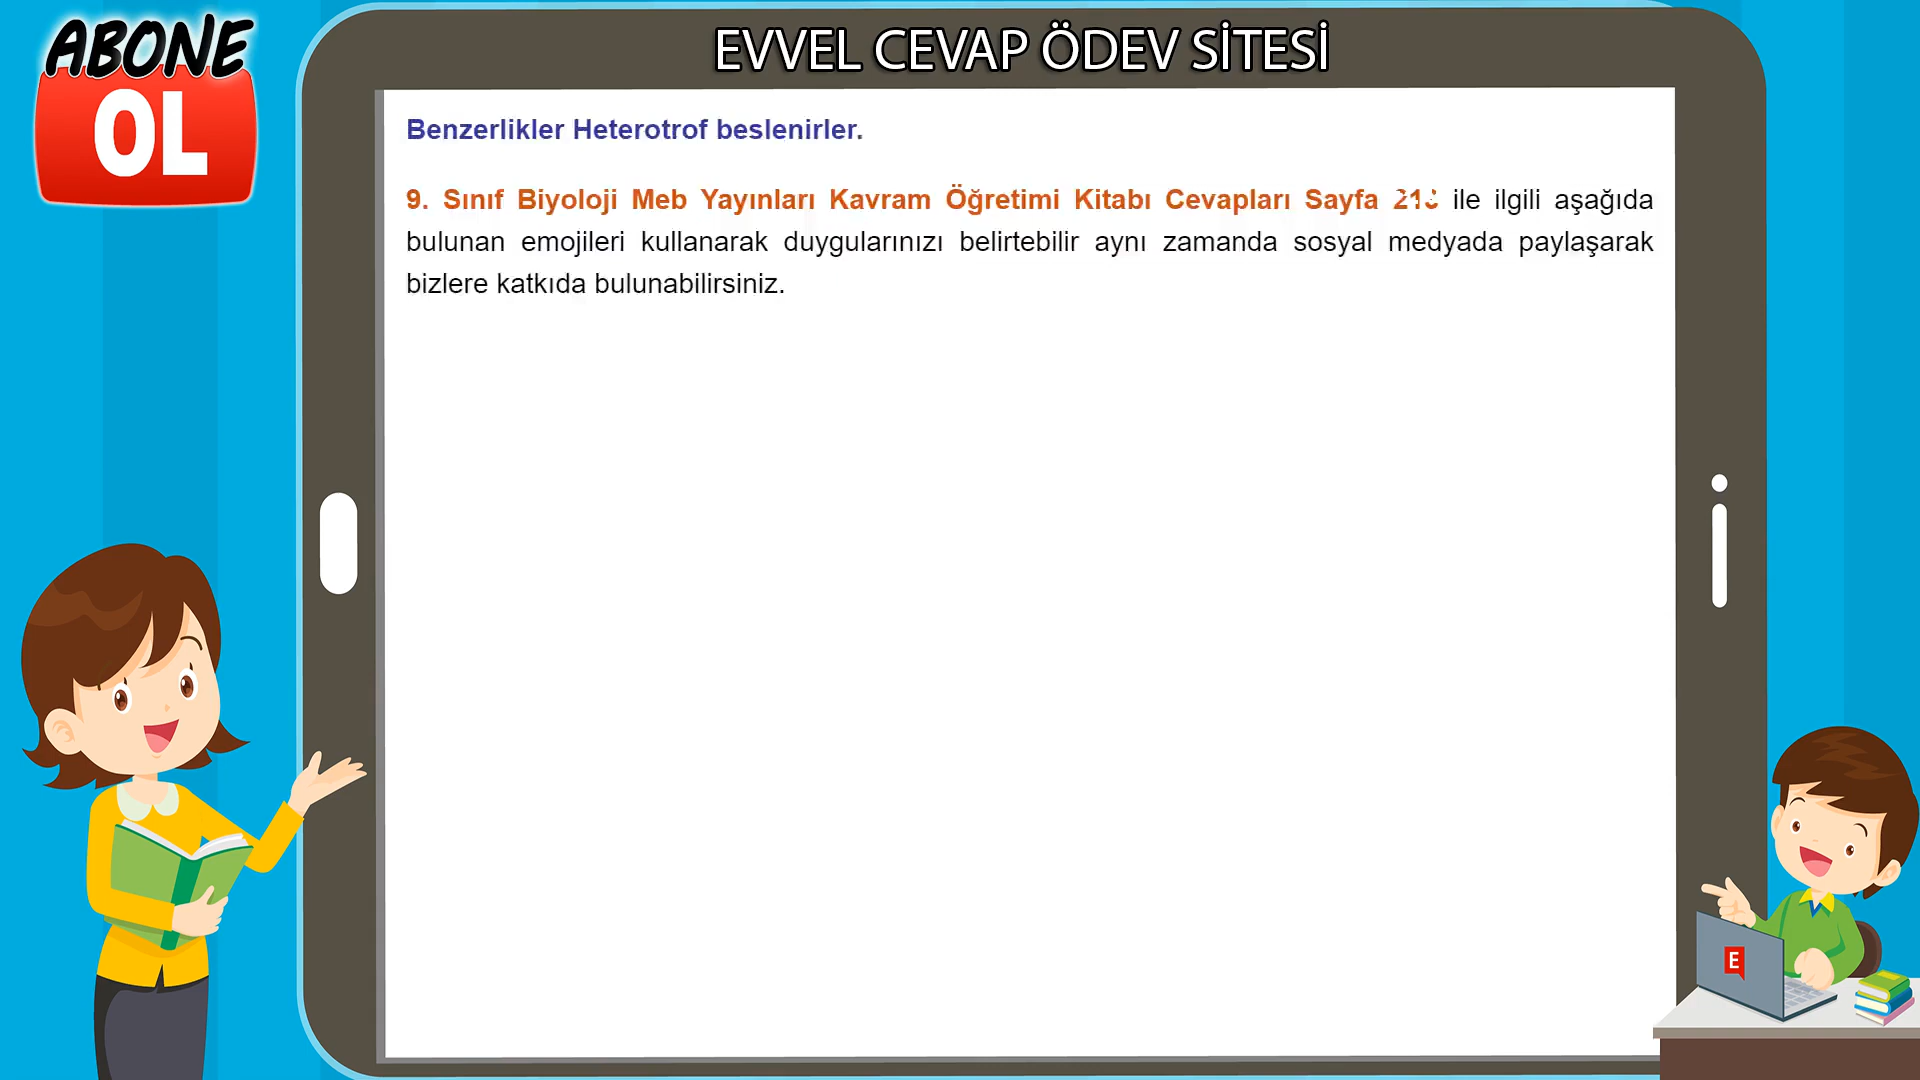 ABONE
OL
EVVEL CEVAP ÖDEV SİTESİ
Benzerlikler Heterotrof beslenirler.
9. Sınıf Biyoloji Meb Yayınları Kavram Öğretimi Kitabı Cevapları Sayfa ile ilgili aşağıda
bulunan emojileri kullanarak duygularınızı belirtebilir aynı zamanda sosyal medyada paylaşarak
bizlere katkıda bulunabilirsiniz.
E